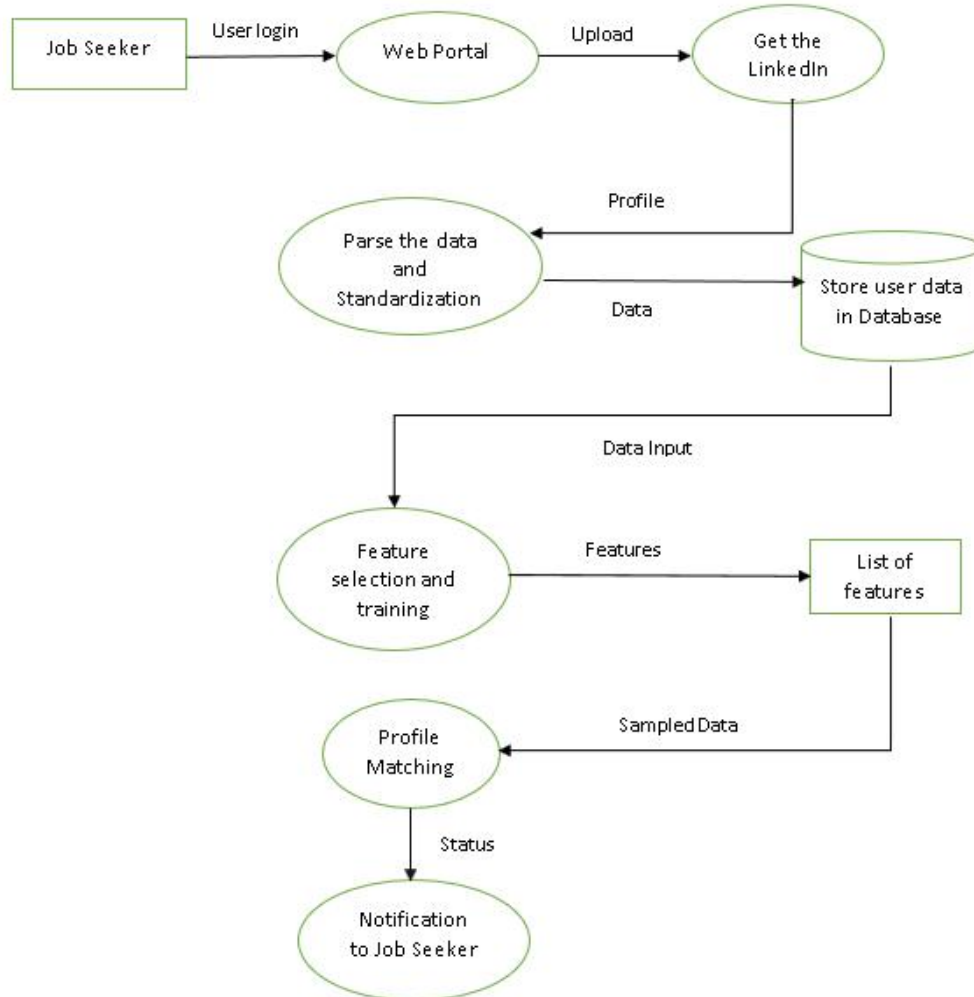 Job Seeker
User login
Web Portal
Upload
Get the
LinkedIn
Profile
Parse the data
and
Standardization
Data
Store user data
in Database
Data Input
Feature
selection and
training
Features
List of
features
Sampled Data
Profile
Matching
Status
Notification
to Job Seeker